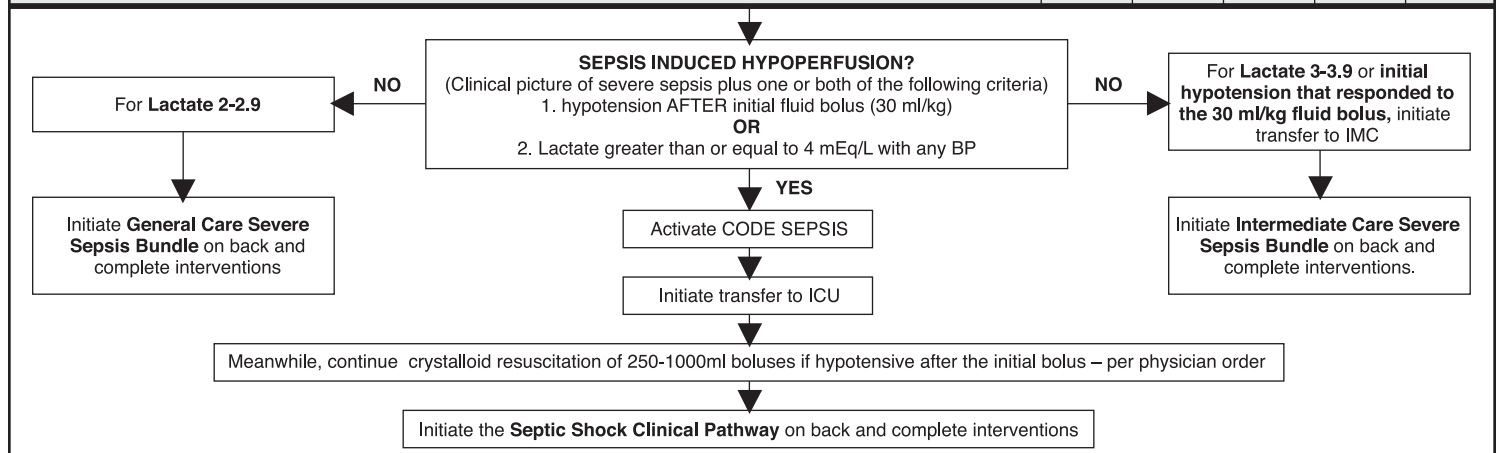 SEPSIS INDUCED HYPOPERFUSION?
(Clinical picture of severe sepsis plus one or both of the following criteria)
1. hypotension AFTER initial fluid bolus (30 ml/kg)
OR
2. Lactate greater than or equal to 4 mEq/L with any BP
NO
For Lactate 2-2.9
Initiate General Care Severe
Sepsis Bundle on back and
complete interventions
NO
For Lactate 3-3.9 or initial
hypotension that responded to
the 30 ml/kg fluid bolus, initiate
transfer to IMC
Initiate Intermediate Care Severe
Sepsis Bundle on back and
complete interventions.
YES
Activate CODE SEPSIS
Initiate transfer to ICU
Meanwhile, continue crystalloid resuscitation of 250-1000ml boluses if hypotensive after the initial bolus – per physician order
Initiate the Septic Shock Clinical Pathway on back and complete interventions